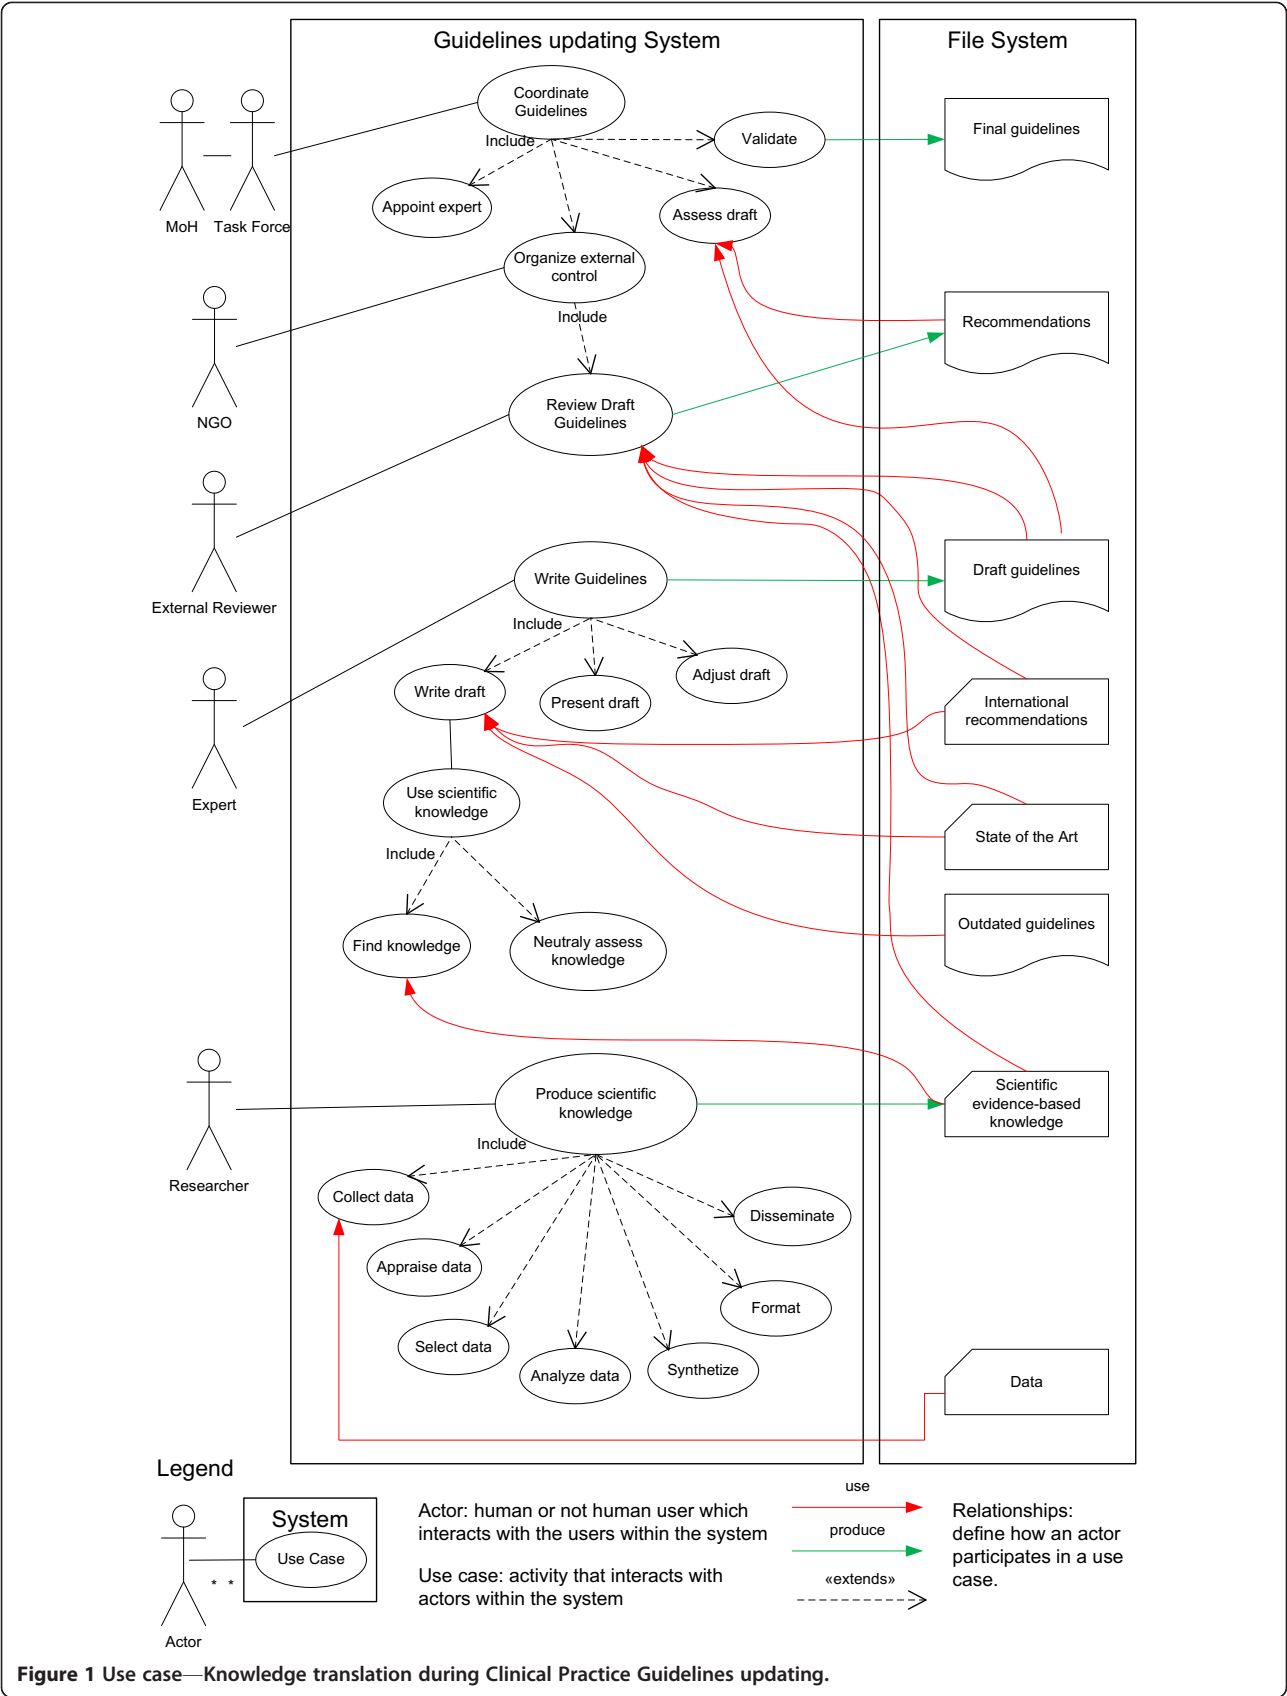 Guidelines updating System
File System
Coordinate
Guidelines
Include
Validate
Final guidelines
Appoint expert
Assess draft
MoH
Task Force
Organize external
control
Include
Recommendations
NGO
Review Draft
Guidelines
External Reviewer
Write Guidelines
Draft guidelines
Include
Write draft
Present draft
Adjust draft
International
recommendations
Expert
Use scientific
knowledge
State of the Art
Include
Find knowledge
Neutraly assess
knowledge
Outdated guidelines
Researcher
Produce scientific
knowledge
Scientific
evidence-based
knowledge
Include
Collect data
Disseminate
Appraise data
Format
Select data
Analyze data
Synthetize
Data
Legend
System
Use Case
* *
Actor
Actor: human or not human user which
interacts with the users within the system
Use case: activity that interacts with
actors within the system
use
produce
«extends»
Relationships:
define how an actor
participates in a use
case.
Figure 1 Use case—Knowledge translation during Clinical Practice Guidelines updating.